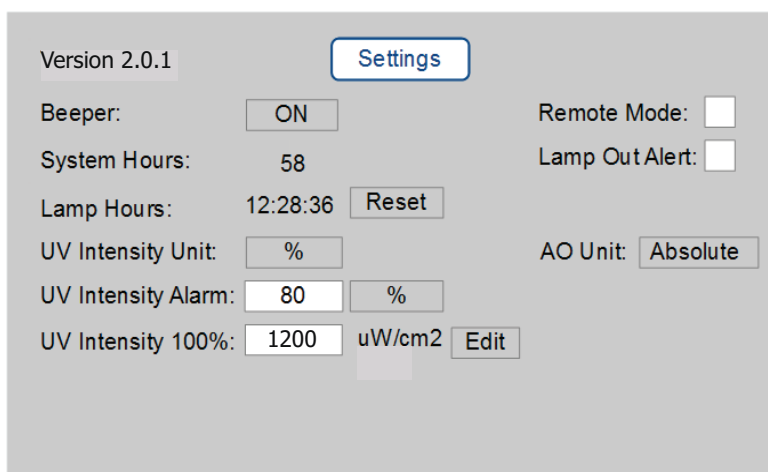 Version 2.0.1 Settings
Beeper: ON Remote Mode:
System Hours: 58 Lamp Out Alert:
Lamp Hours: 12:28:36 Reset
UV Intensity Unit: % AO Unit: Absolute
UV Intensity Alarm: 80 %
UV Intensity 100%: 1200 uW/cm2 Edit